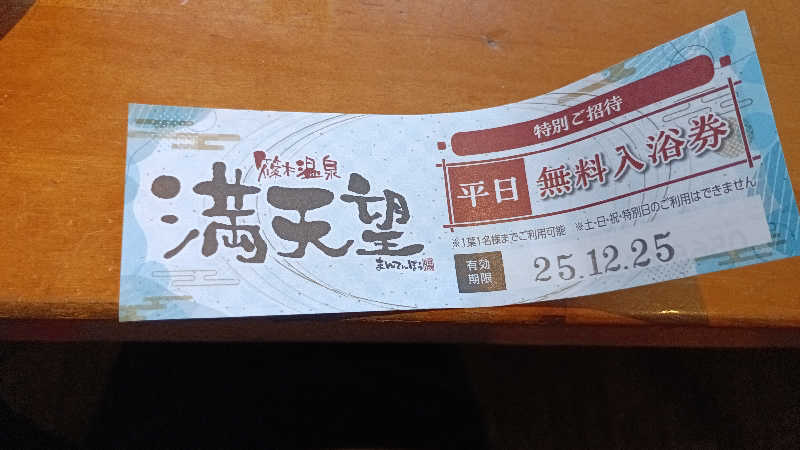 篠木温泉
満天望
まんてんぼう
特別ご招待
平日 無料入浴券
※1葉1名様までご利用可能 ※土・日・祝・特別日のご利用はできません
有効期限 25.12.25